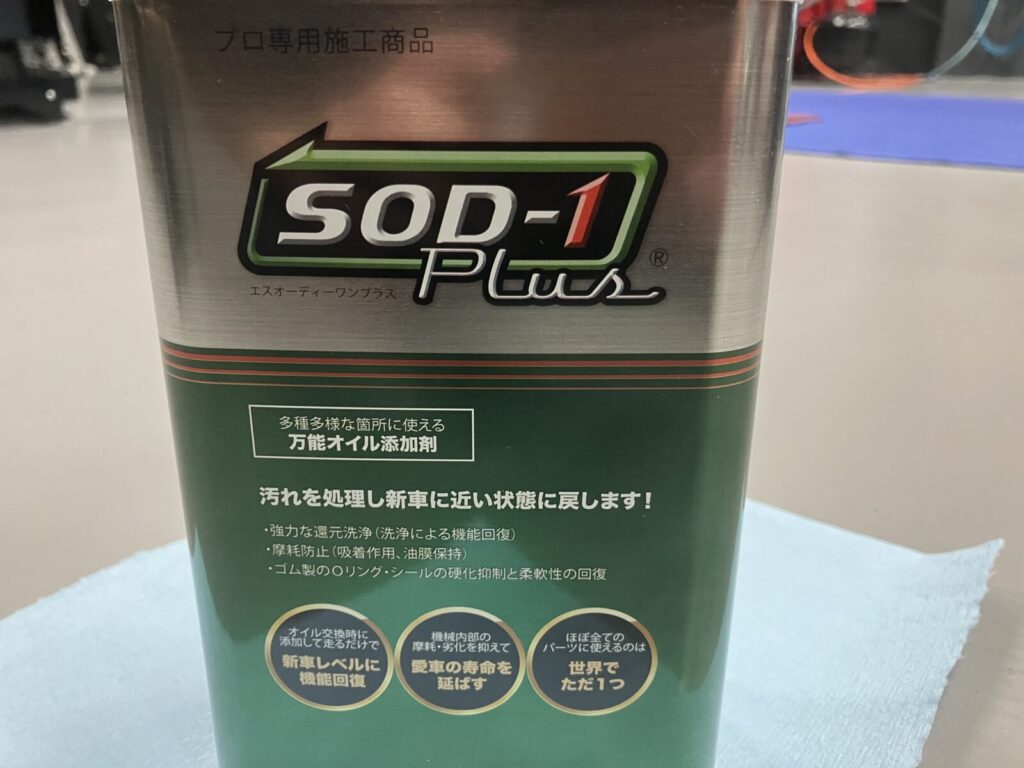 プロ専用施工商品
SOD-1
Plus®
エスオーディーワンプラス
多種多様な箇所に使える
万能オイル添加剤
汚れを処理し新車に近い状態に戻します!
・強力な還元洗浄(洗浄による機能回復)
・摩耗防止(吸着作用、油膜保持)
・ゴム製のOリング・シールの硬化抑制と柔軟性の回復
オイル交換時に
添加して走るだけで
新車レベルに
機能回復
機械内部の
摩耗・劣化を抑えて
愛車の寿命を
延ばす
ほぼ全ての
パーツに使えるのは
世界で
ただ1つ